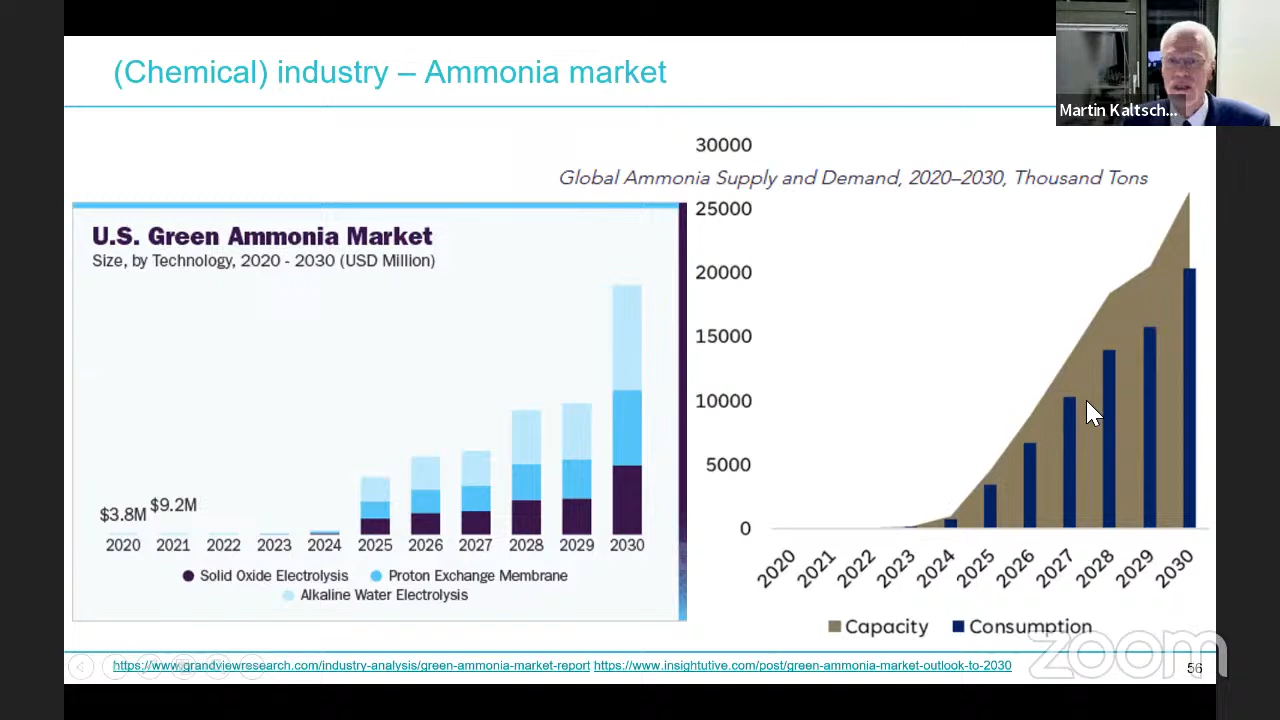 (Chemical) industry – Ammonia market
Martin Kaltsch...
U.S. Green Ammonia Market
Size, by Technology, 2020 - 2030 (USD Million)
$3.8M
$9.2M
2020 2021 2022 2023 2024 2025 2026 2027 2028 2029 2030
Solid Oxide Electrolysis Proton Exchange Membrane
Alkaline Water Electrolysis
30000
Global Ammonia Supply and Demand, 2020–2030, Thousand Tons
25000
20000
15000
10000
5000
0
2020 2021 2022 2023 2024 2025 2026 2027 2028 2029 2030
Capacity Consumption
https://www.grandviewresearch.com/industry-analysis/green-ammonia-market-report https://www.insightutive.com/post/green-ammonia-market-outlook-to-2030
56
zoom